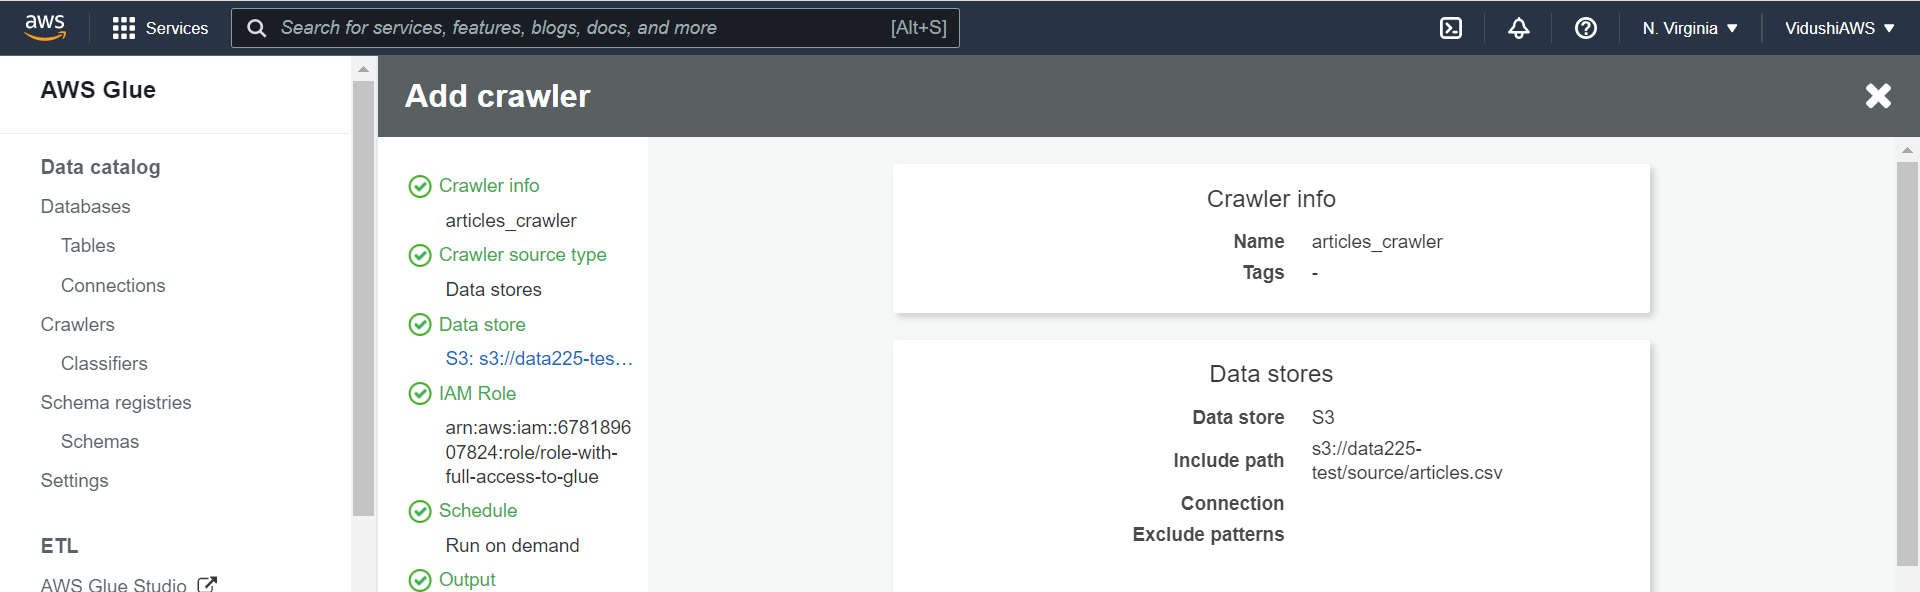 aws
Services
Search for services, features, blogs, docs, and more
[Alt+S]
N. Virginia
VidushiAWS
AWS Glue
Data catalog
Databases
Tables
Connections
Crawlers
Classifiers
Schema registries
Schemas
Settings
ETL
AWS Glue Studio
Add crawler
Crawler info
articles_crawler
Crawler source type
Data stores
Data store
S3: s3://data225-tes...
IAM Role
arn:aws:iam::6781896
07824:role/role-with-
full-access-to-glue
Schedule
Run on demand
Output
Crawler info
Name articles_crawler
Tags -
Data stores
Data store S3
Include path s3://data225-
test/source/articles.csv
Connection
Exclude patterns